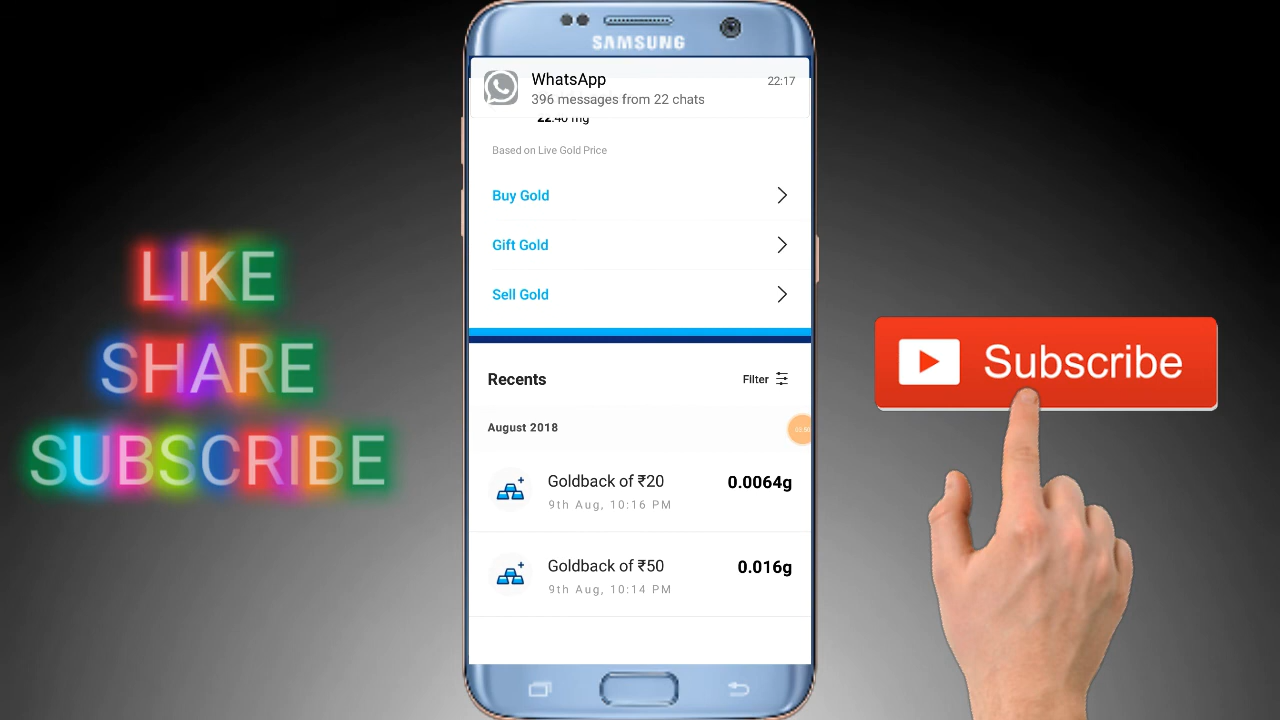 SAMSUNG
WhatsApp
22:17
396 messages from 22 chats
22.40 mg
Based on Live Gold Price
Buy Gold
Gift Gold
Sell Gold
Recents
Filter
August 2018
Goldback of ₹20
0.0064g
9th Aug, 10:16 PM
Goldback of ₹50
0.016g
9th Aug, 10:14 PM
LIKE
SHARE
SUBSCRIBE
Subscribe